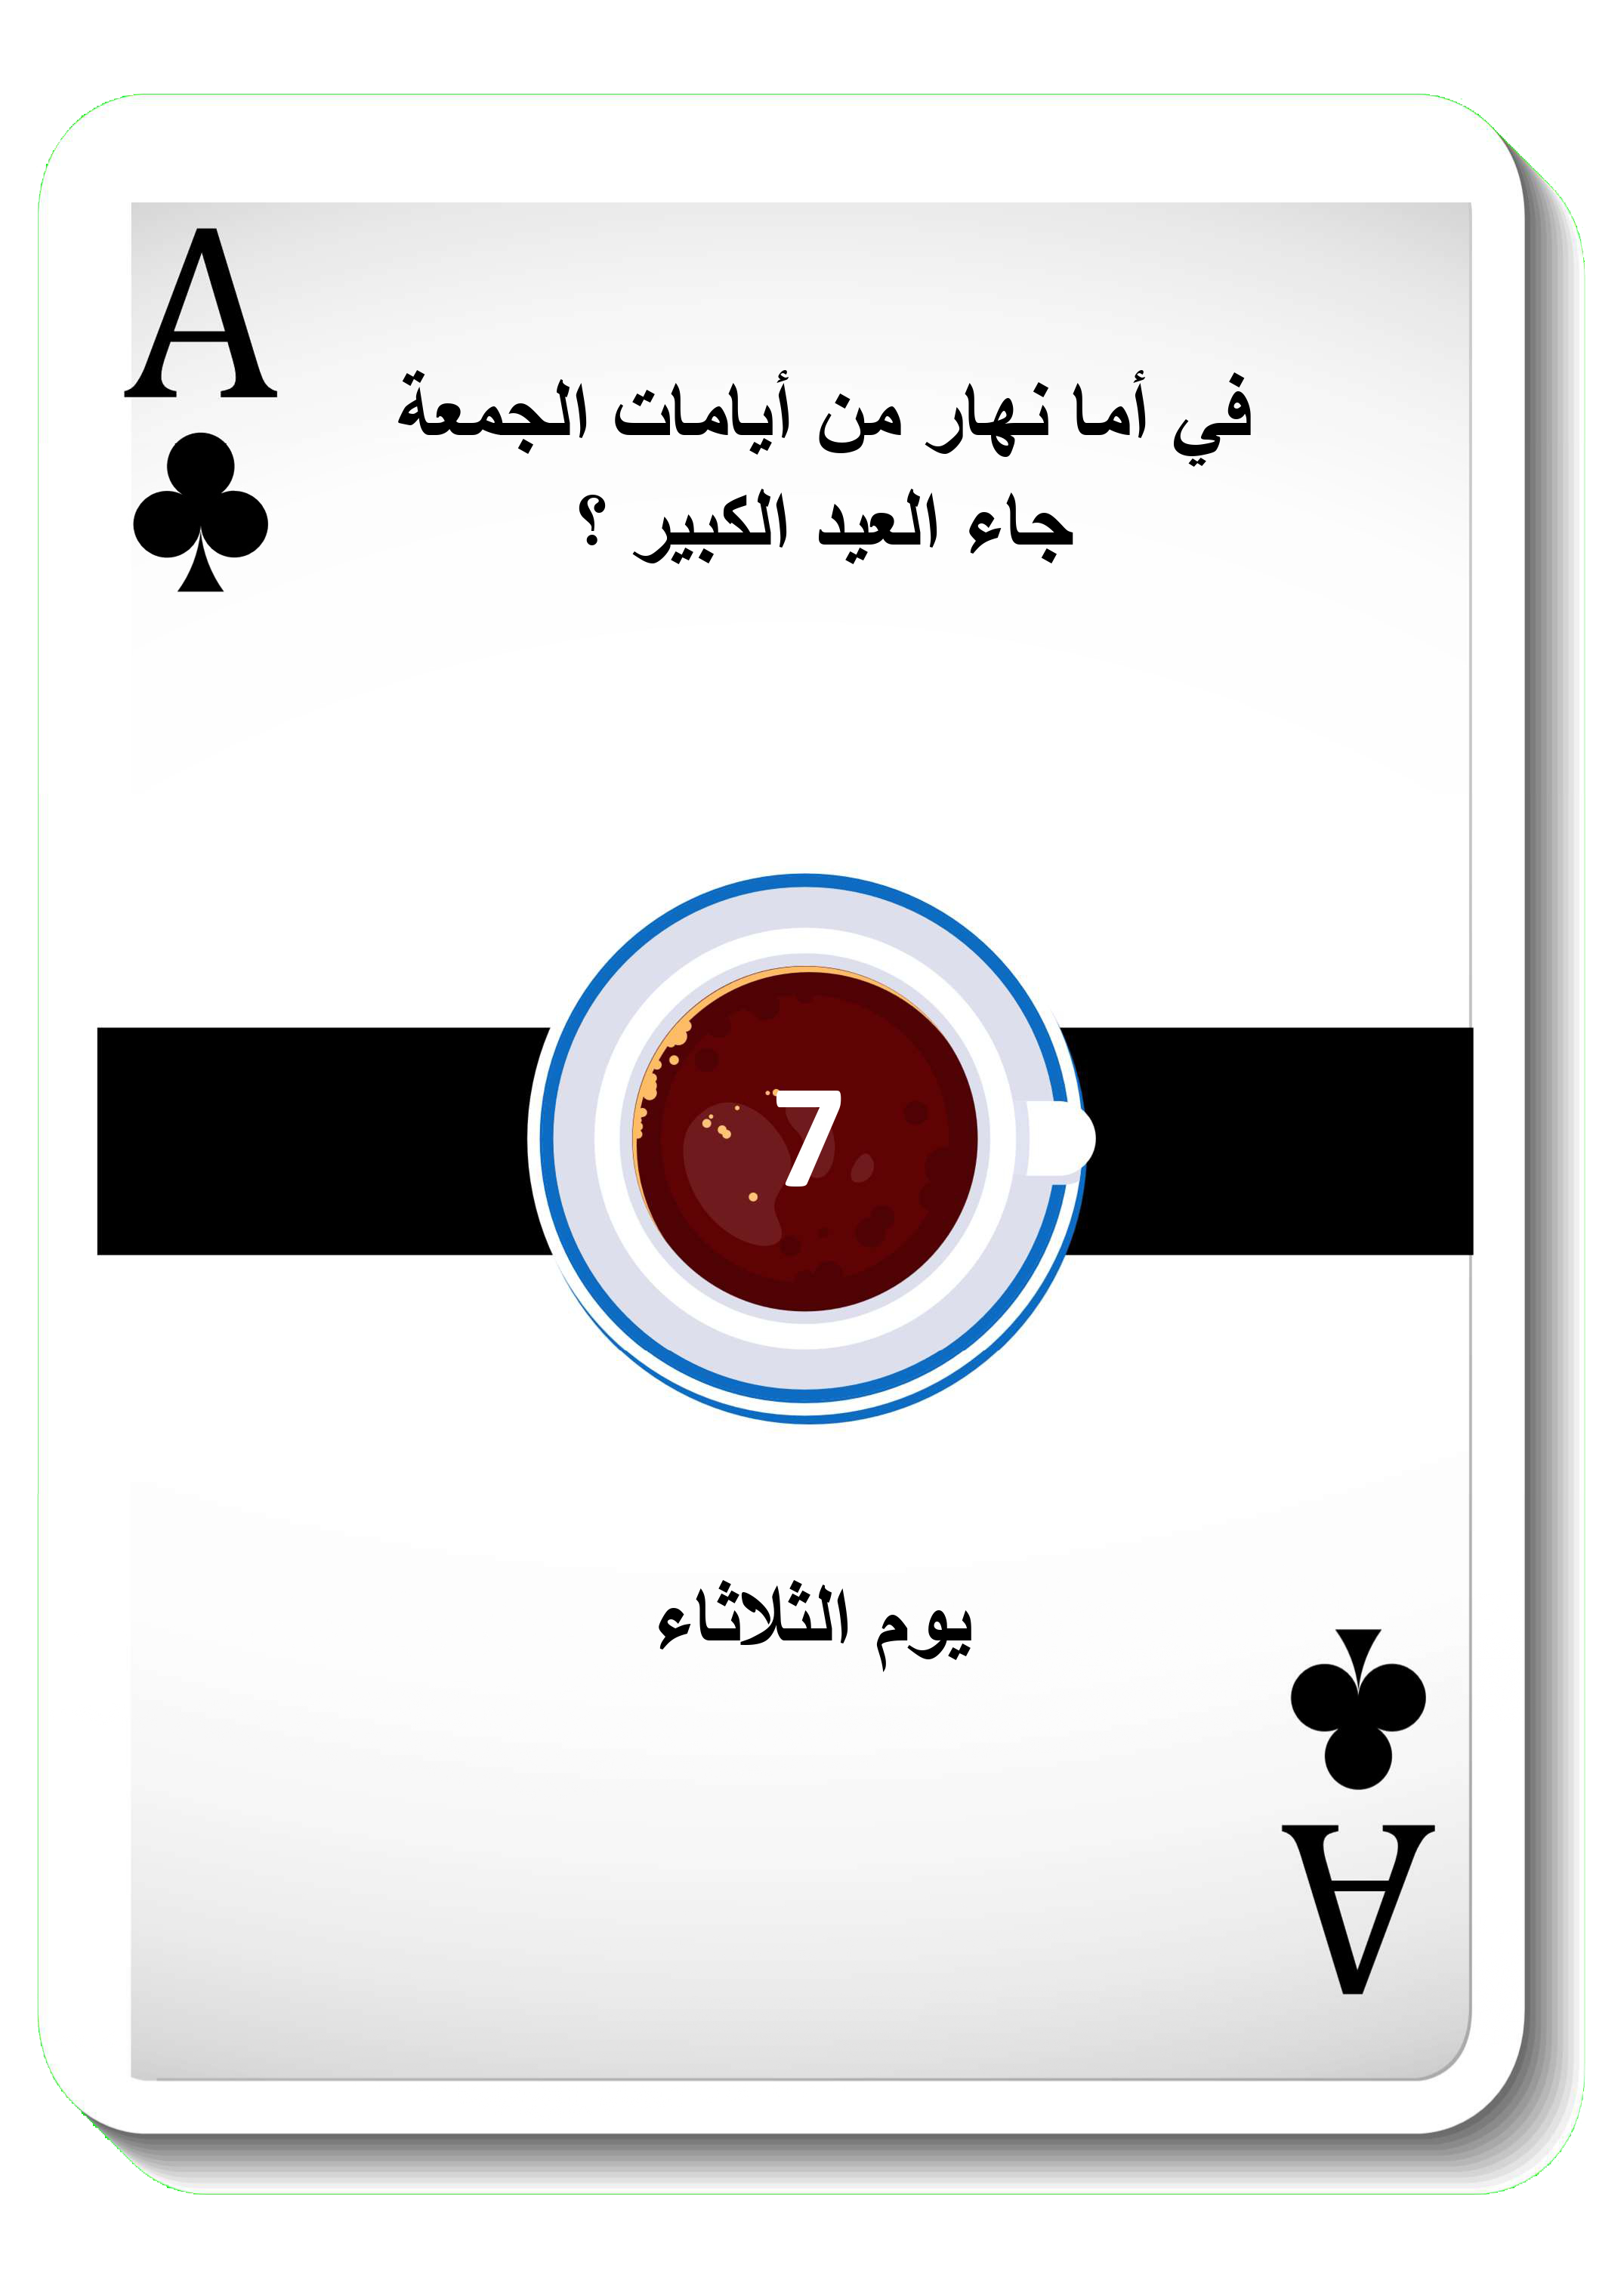 A
في أما نهار من أيامات الجمعة
جاء العيد الكبير ؟
7
يوم الثلاثاء
A